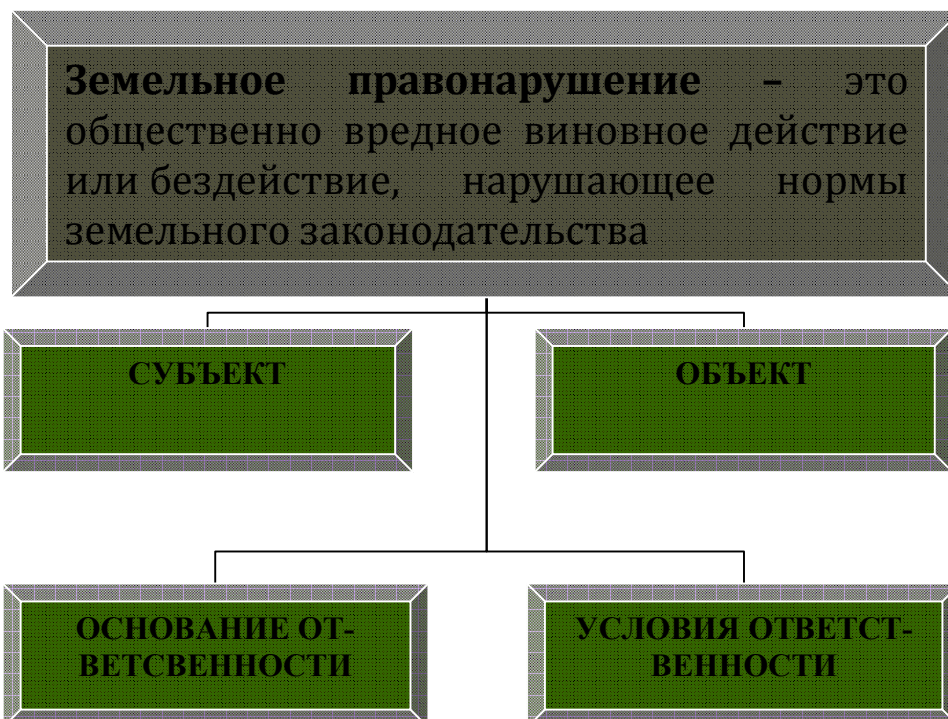 Земельное правонарушение – это
общественно вредное виновное действие
или бездействие, нарушающее нормы
земельного законодательства
СУБЪЕКТ
ОБЪЕКТ
ОСНОВАНИЕ ОТ-
ВЕТСВЕННОСТИ
УСЛОВИЯ ОТВЕТСТ-
ВЕННОСТИ